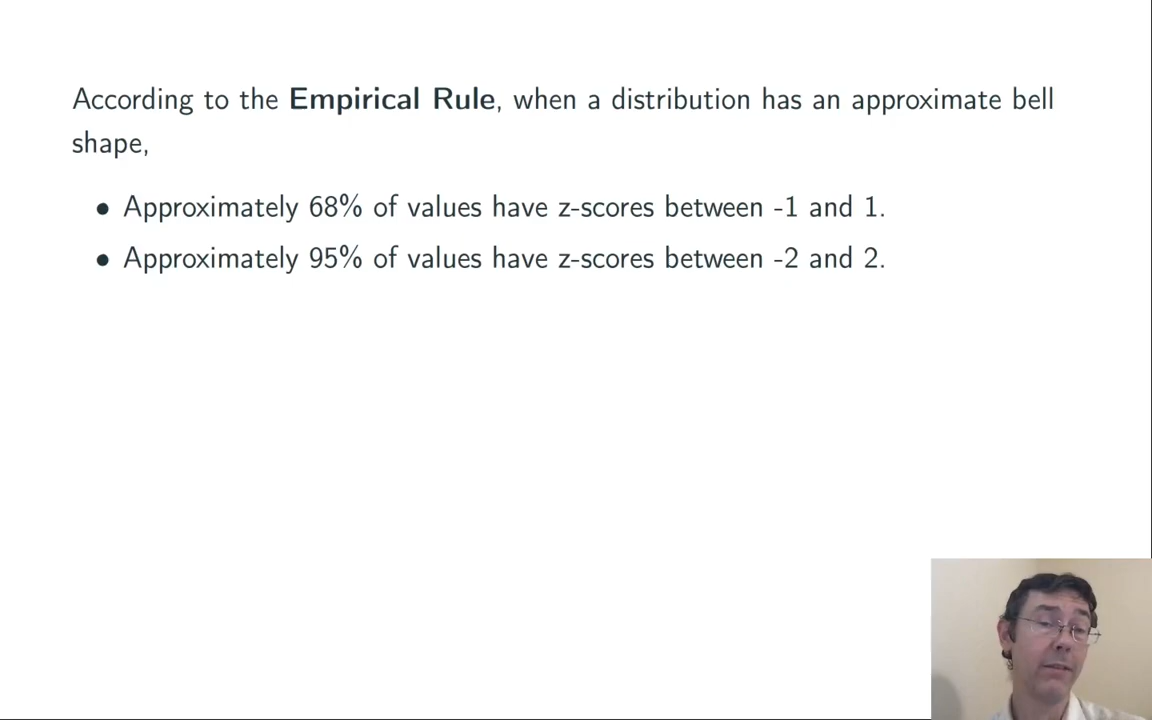 According to the Empirical Rule, when a distribution has an approximate bell
shape,
• Approximately 68% of values have z-scores between -1 and 1.
• Approximately 95% of values have z-scores between -2 and 2.